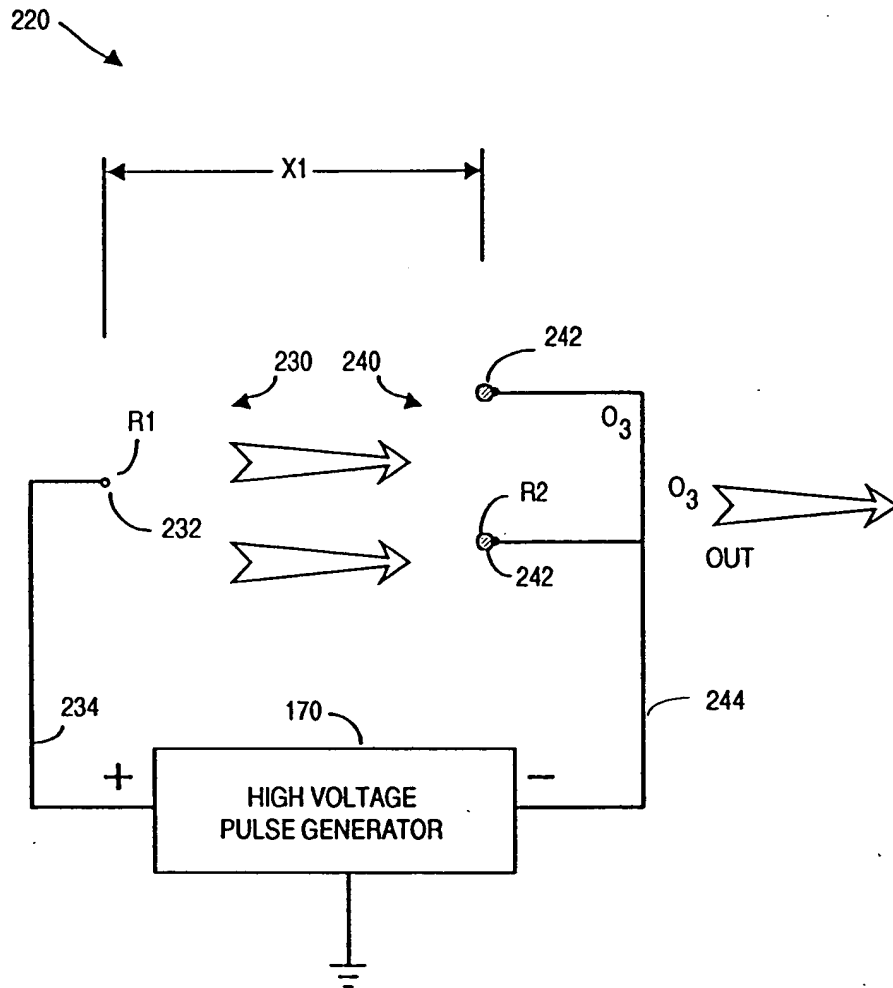 220
X1
242
230 240
O3
R1
O3
R2
232
242
OUT
234
170
244
+ −
HIGH VOLTAGE
PULSE GENERATOR